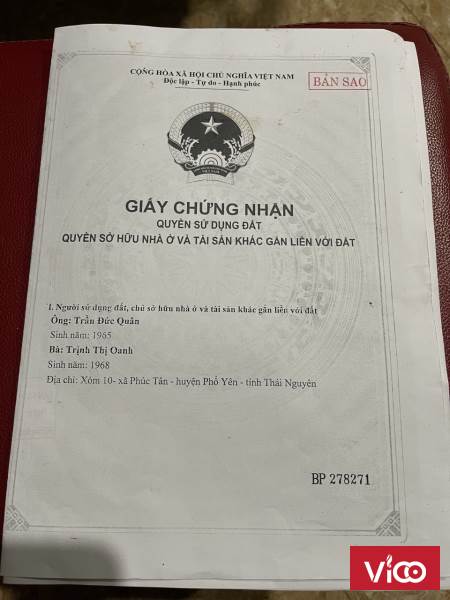 CỘNG HÒA XÃ HỘI CHỦ NGHĨA VIỆT NAM
Độc lập - Tự do - Hạnh phúc
BẢN SAO
GIẤY CHỨNG NHẬN
QUYỀN SỬ DỤNG ĐẤT
QUYỀN SỞ HỮU NHÀ Ở VÀ TÀI SẢN KHÁC GẮN LIỀN VỚI ĐẤT
I. Người sử dụng đất, chủ sở hữu nhà ở và tài sản khác gắn liền với đất
Ông: Trần Đức Quân
Sinh năm: 1965
Bà: Trịnh Thị Oanh
Sinh năm: 1968
Địa chỉ: Xóm 10- xã Phúc Tân - huyện Phổ Yên - tỉnh Thái Nguyên
BP 278271
Vicoo